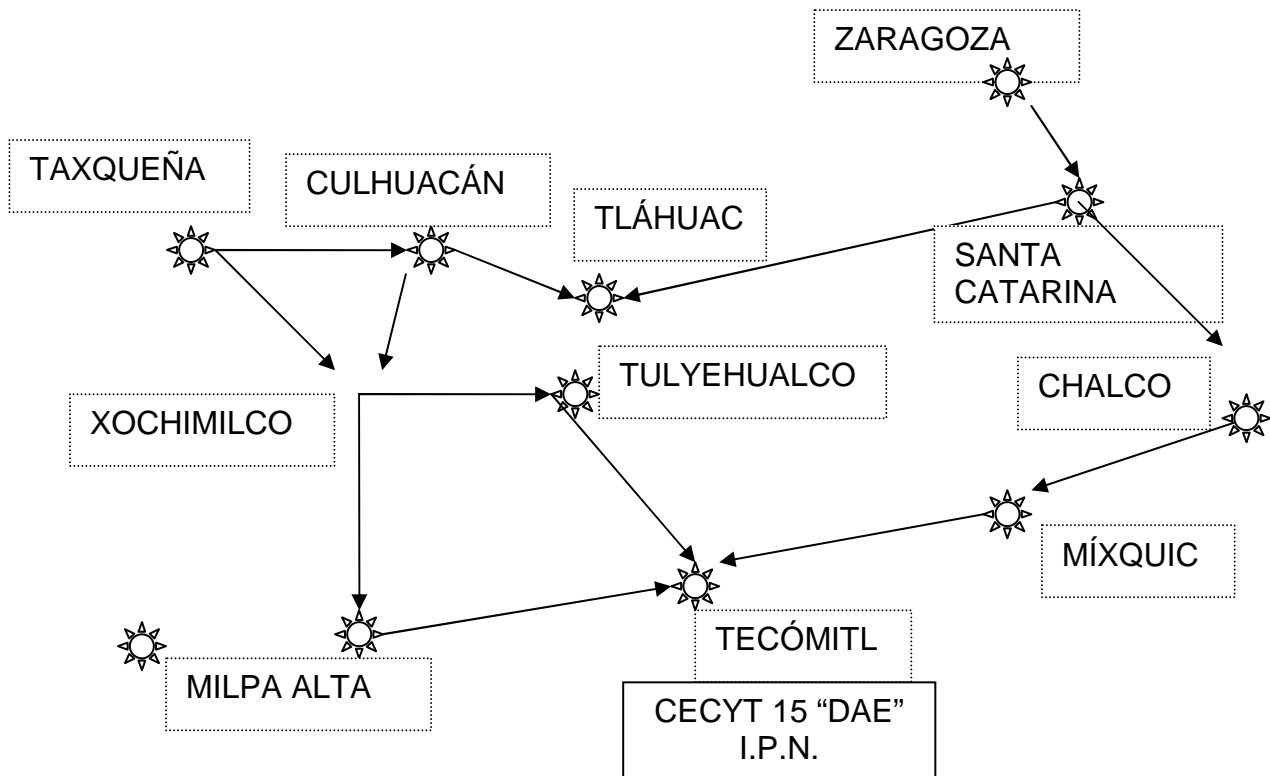 ZARAGOZA
TAXQUEÑA
CULHUACÁN
TLÁHUAC
SANTA
CATARINA
XOCHIMILCO
TULYEHUALCO
CHALCO
MÍXQUIC
MILPA ALTA
TECÓMITL
CECYT 15 “DAE”
I.P.N.